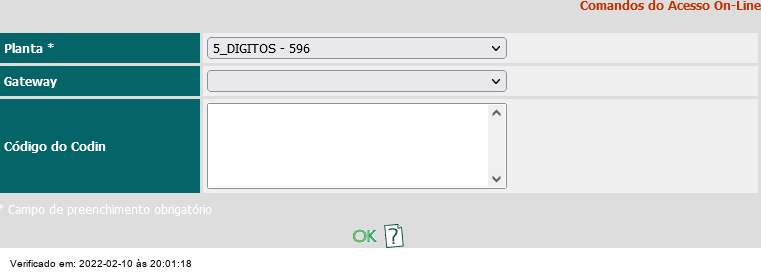 Comandos do Acesso On-Line
Planta *
5_DIGITOS - 596
Gateway
Código do Codin
* Campo de preenchimento obrigatório
OK ?
Verificado em: 2022-02-10 às 20:01:18